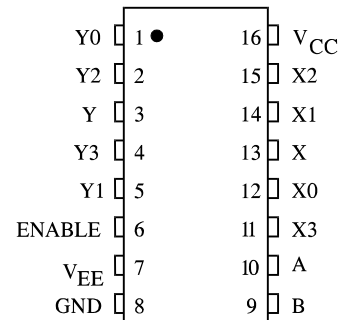 Y0 1 16 VCC
Y2 2 15 X2
Y 3 14 X1
Y3 4 13 X
Y1 5 12 X0
ENABLE 6 11 X3
VEE 7 10 A
GND 8 9 B